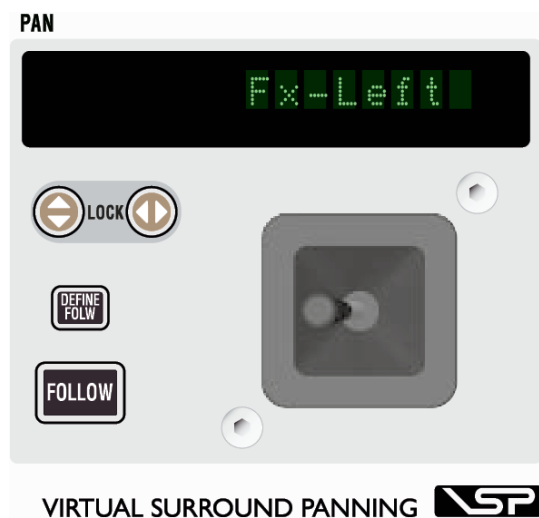 PAN
Fx-Left
LOCK
DEFINE
FOLW
FOLLOW
VIRTUAL SURROUND PANNING VSP